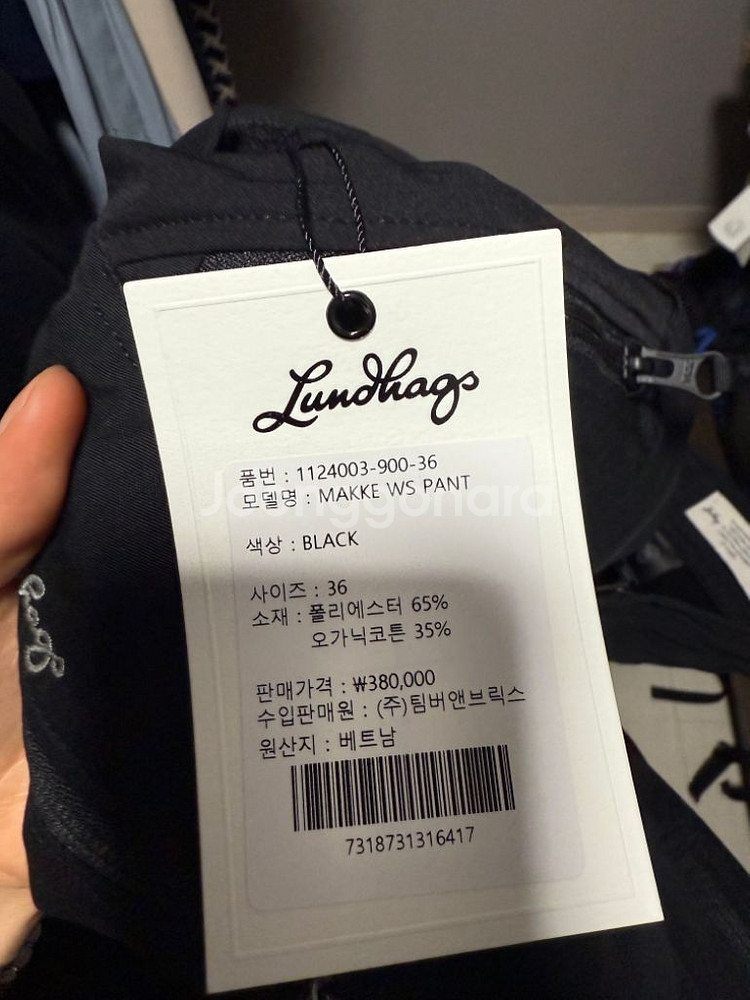 Lundhags
품번 : 1124003-900-36
모델명 : MAKKE WS PANT
Joonggonara
색상 : BLACK
사이즈 : 36
소재 : 폴리에스터 65%
오가닉코튼 35%
판매가격 : ₩380,000
수입판매원 : (주)팀버앤브릭스
원산지 : 베트남
7318731316417